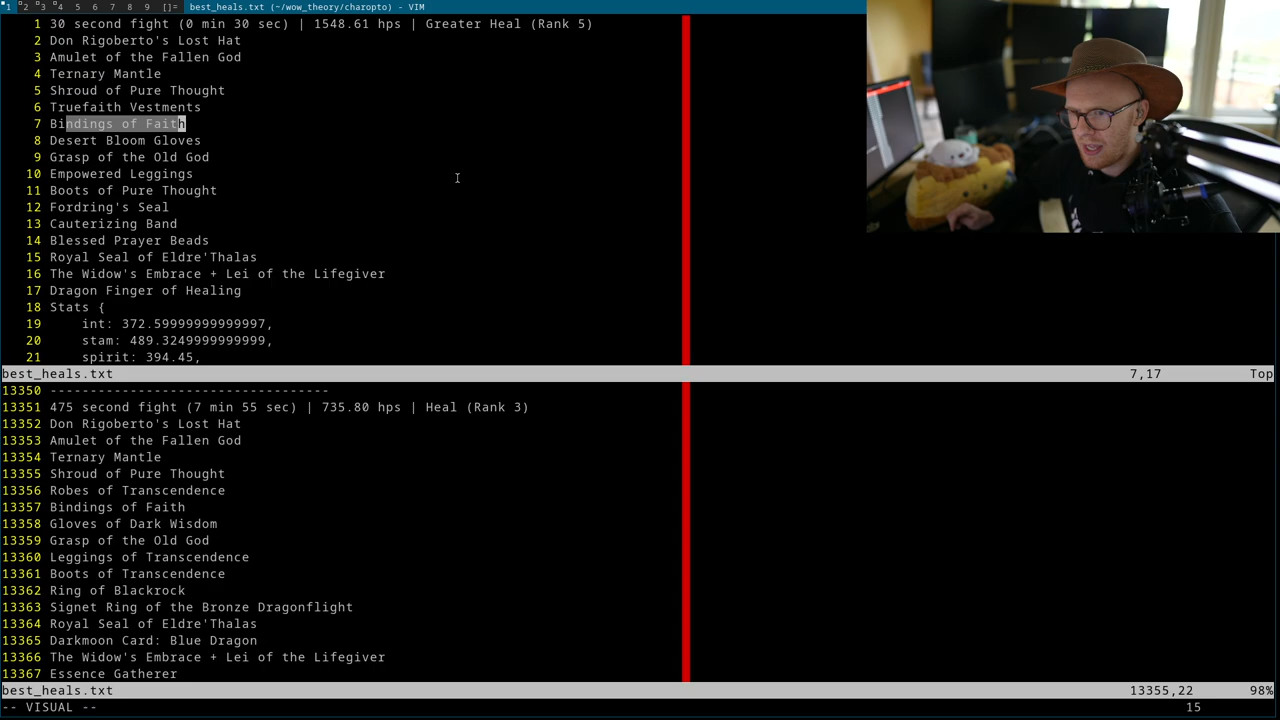 1 2 3 4 5 6 7 8 9 []= best_heals.txt (~/wow_theory/charopto) - VIM
1 30 second fight (0 min 30 sec) | 1548.61 hps | Greater Heal (Rank 5)
2 Don Rigoberto's Lost Hat
3 Amulet of the Fallen God
4 Ternary Mantle
5 Shroud of Pure Thought
6 Truefaith Vestments
7 Bindings of Faith
8 Desert Bloom Gloves
9 Grasp of the Old God
10 Empowered Leggings
11 Boots of Pure Thought
12 Fordring's Seal
13 Cauterizing Band
14 Blessed Prayer Beads
15 Royal Seal of Eldre'Thalas
16 The Widow's Embrace + Lei of the Lifegiver
17 Dragon Finger of Healing
18 Stats {
19 int: 372.59999999999997,
20 stam: 489.3249999999999,
21 spirit: 394.45,
best_heals.txt 7,17 Top
13350 -----------------------------------
13351 475 second fight (7 min 55 sec) | 735.80 hps | Heal (Rank 3)
13352 Don Rigoberto's Lost Hat
13353 Amulet of the Fallen God
13354 Ternary Mantle
13355 Shroud of Pure Thought
13356 Robes of Transcendence
13357 Bindings of Faith
13358 Gloves of Dark Wisdom
13359 Grasp of the Old God
13360 Leggings of Transcendence
13361 Boots of Transcendence
13362 Ring of Blackrock
13363 Signet Ring of the Bronze Dragonflight
13364 Royal Seal of Eldre'Thalas
13365 Darkmoon Card: Blue Dragon
13366 The Widow's Embrace + Lei of the Lifegiver
13367 Essence Gatherer
best_heals.txt 13355,22 98%
-- VISUAL -- 15